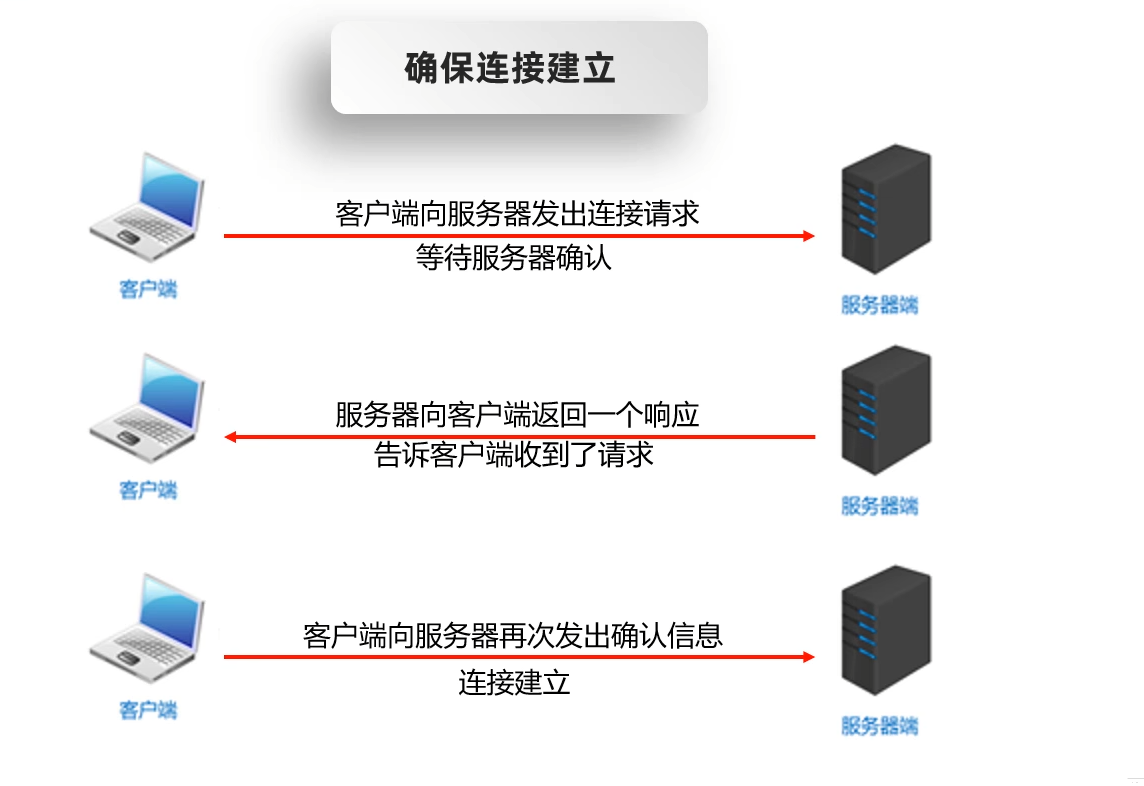 确保连接建立
客户端向服务器发出连接请求
等待服务器确认
客户端
服务器端
服务器向客户端返回一个响应
告诉客户端收到了请求
客户端
服务器端
客户端向服务器再次发出确认信息
连接建立
客户端
服务器端